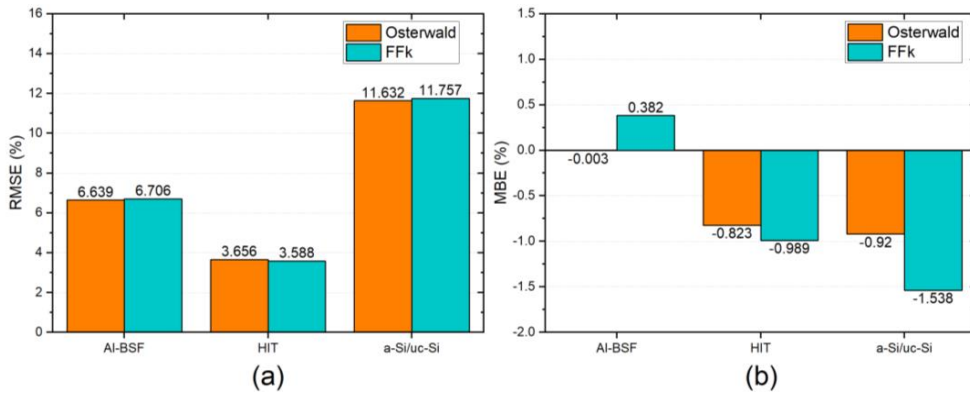 16
14
12
10
8
6
4
2
0
RMSE (%)
Osterwald
FFk
6.639
6.706
3.656
3.588
11.632
11.757
Al-BSF
HIT
a-Si/uc-Si
(a)
1.5
1.0
0.5
0.0
-0.5
-1.0
-1.5
-2.0
MBE (%)
Osterwald
FFk
-0.003
0.382
-0.823
-0.989
-0.92
-1.538
Al-BSF
HIT
a-Si/uc-Si
(b)